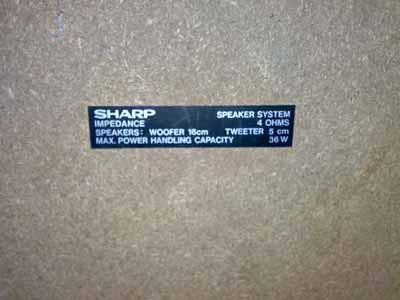 SHARP SPEAKER SYSTEM
IMPEDANCE 4 OHMS
SPEAKERS: WOOFER 16cm TWEETER 5 cm
MAX. POWER HANDLING CAPACITY 36 W